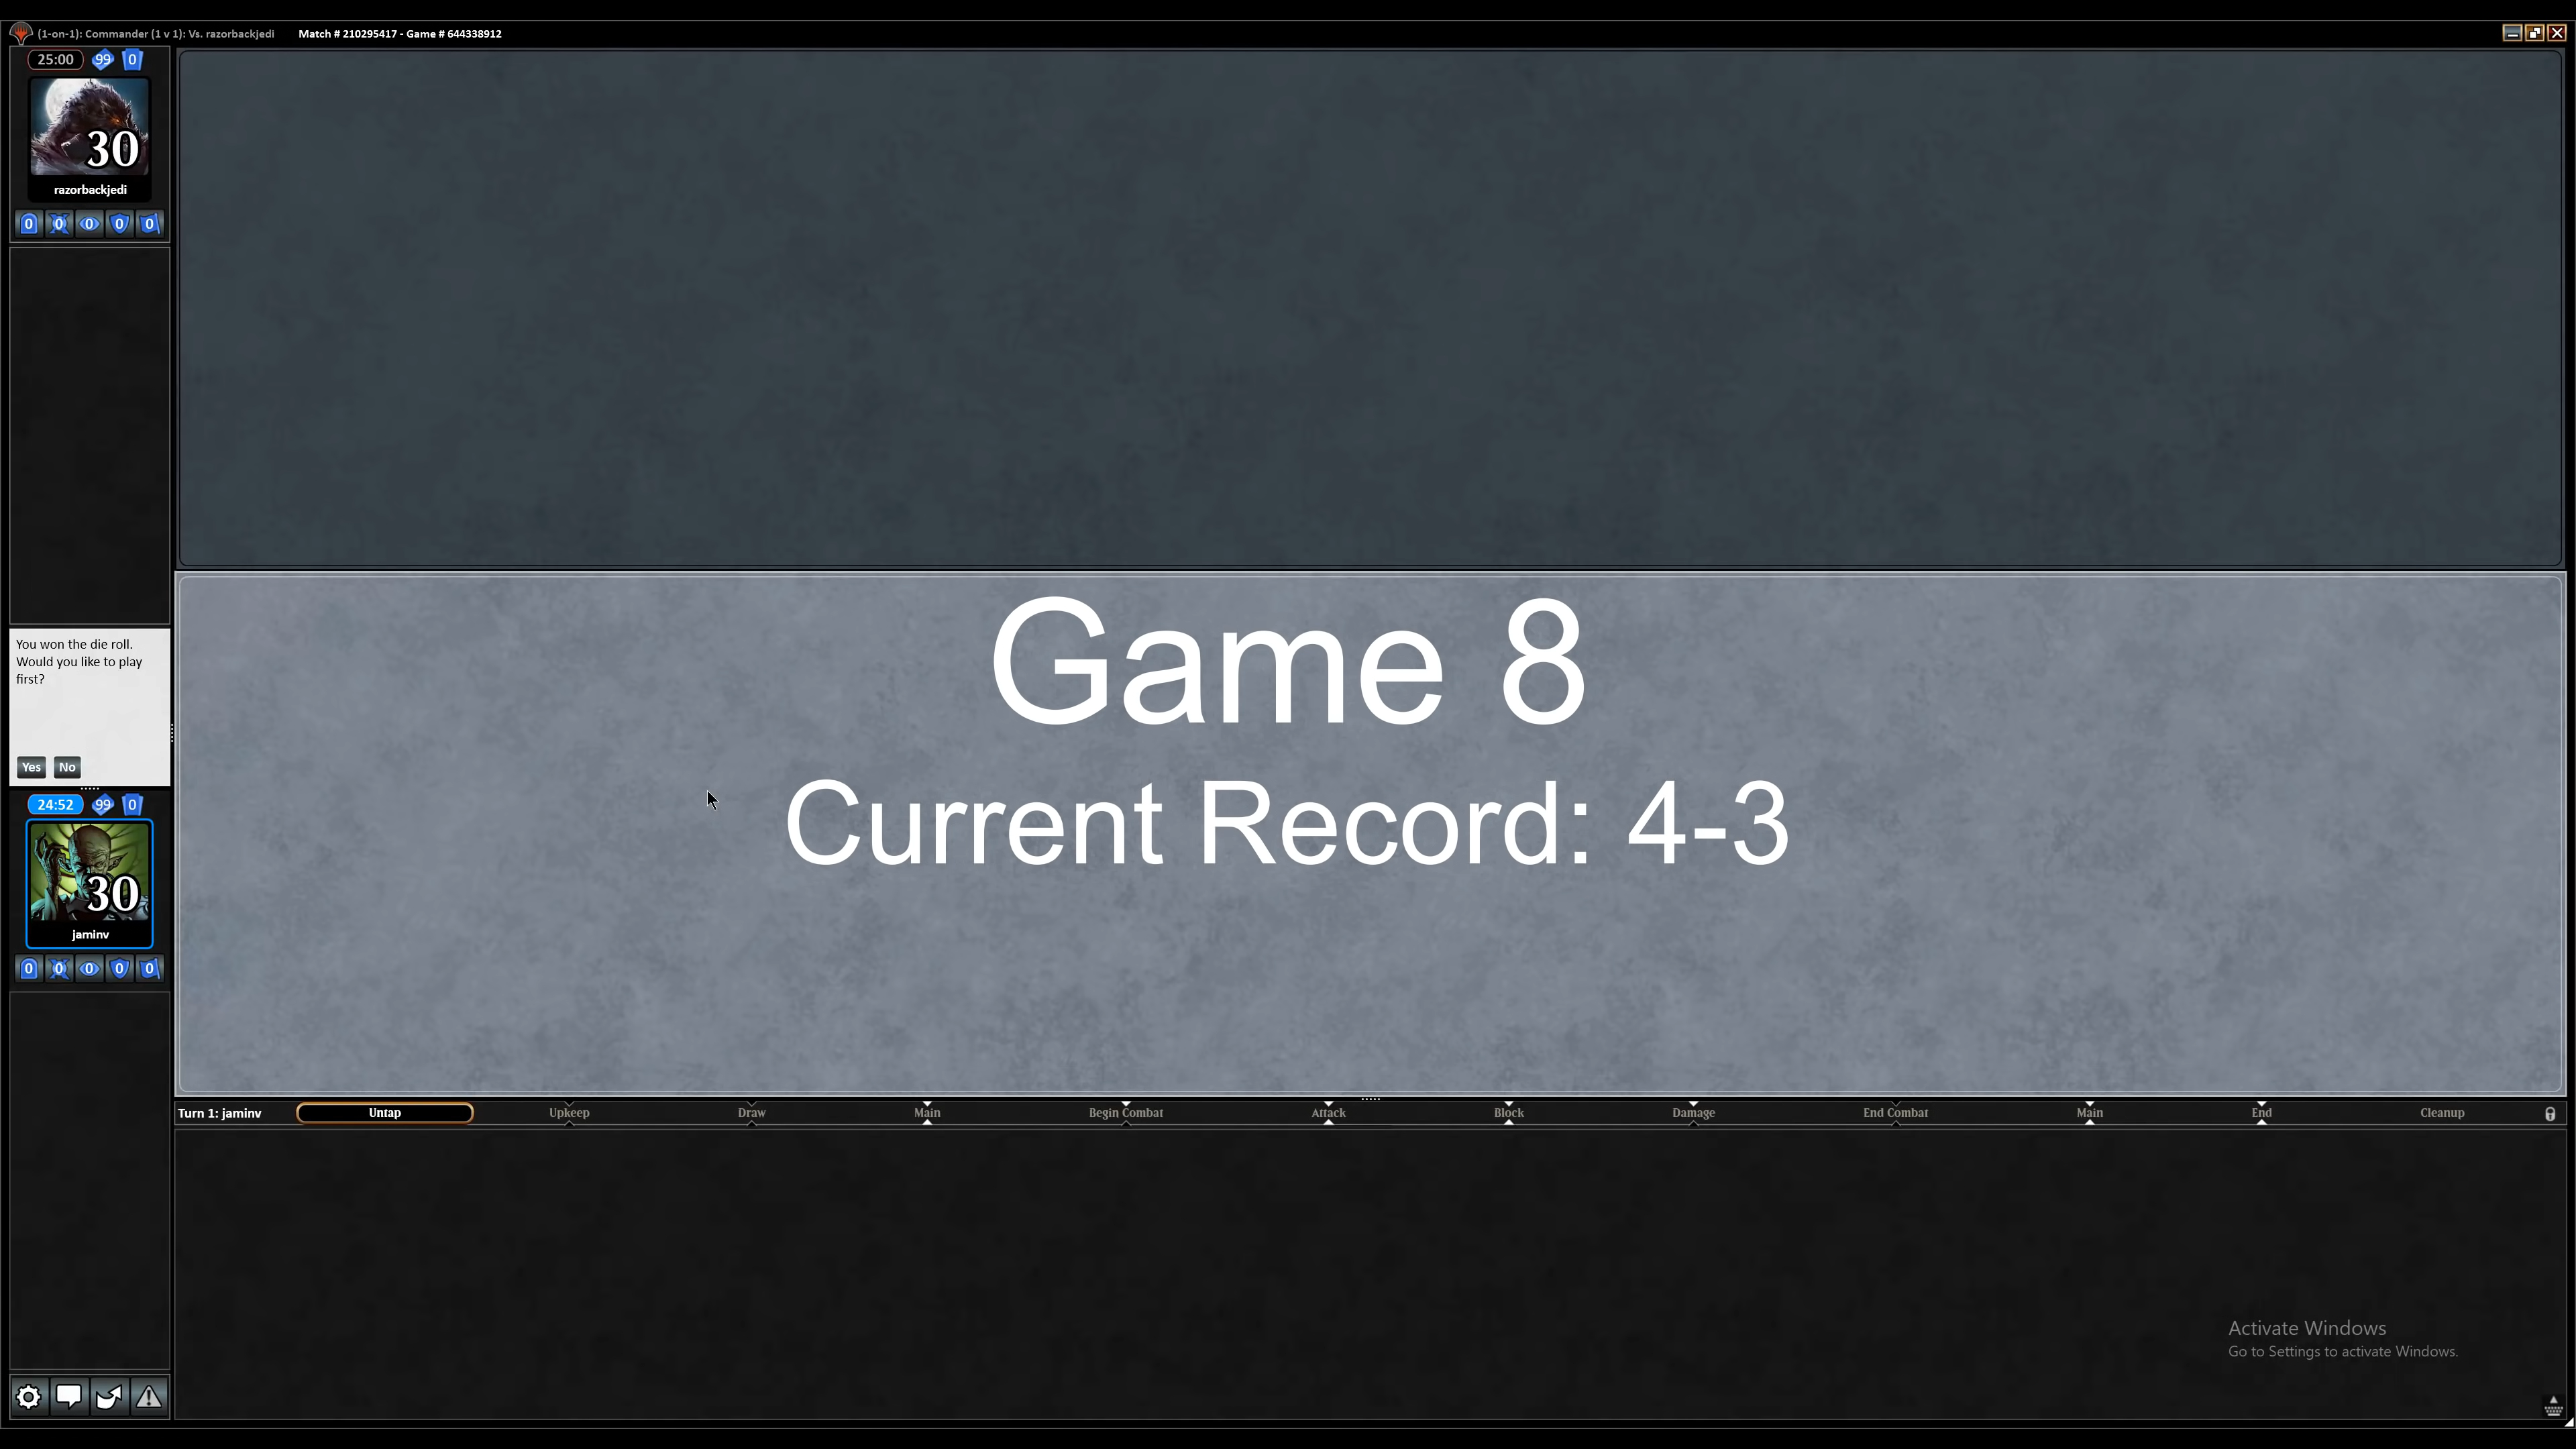 (1-on-1): Commander (1 v 1): Vs. razorbackjedi Match # 210295417 - Game # 644338912
25:00 99 0
30
razorbackjedi
0 0 0 0 0
You won the die roll.
Would you like to play
first?
Yes No
Game 8
Current Record: 4-3
24:52 99 0
30
jaminv
0 0 0 0 0
Turn 1: jaminv Untap Upkeep Draw Main Begin Combat Attack Block Damage End Combat Main End Cleanup
Activate Windows
Go to Settings to activate Windows.